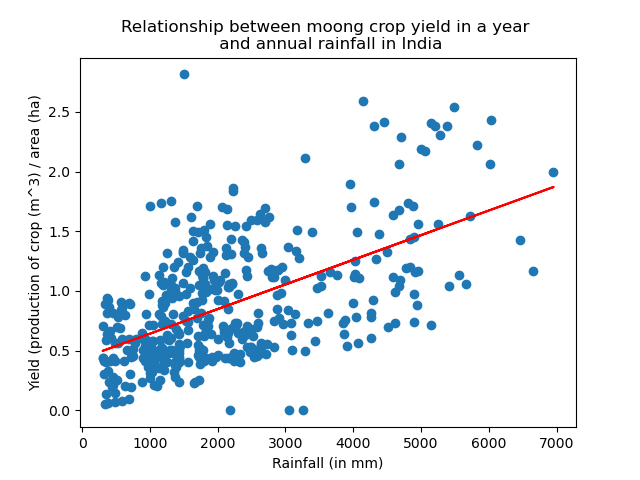 Relationship between moong crop yield in a year
and annual rainfall in India
Yield (production of crop (m^3) / area (ha)
2.5
2.0
1.5
1.0
0.5
0.0
0 1000 2000 3000 4000 5000 6000 7000
Rainfall (in mm)